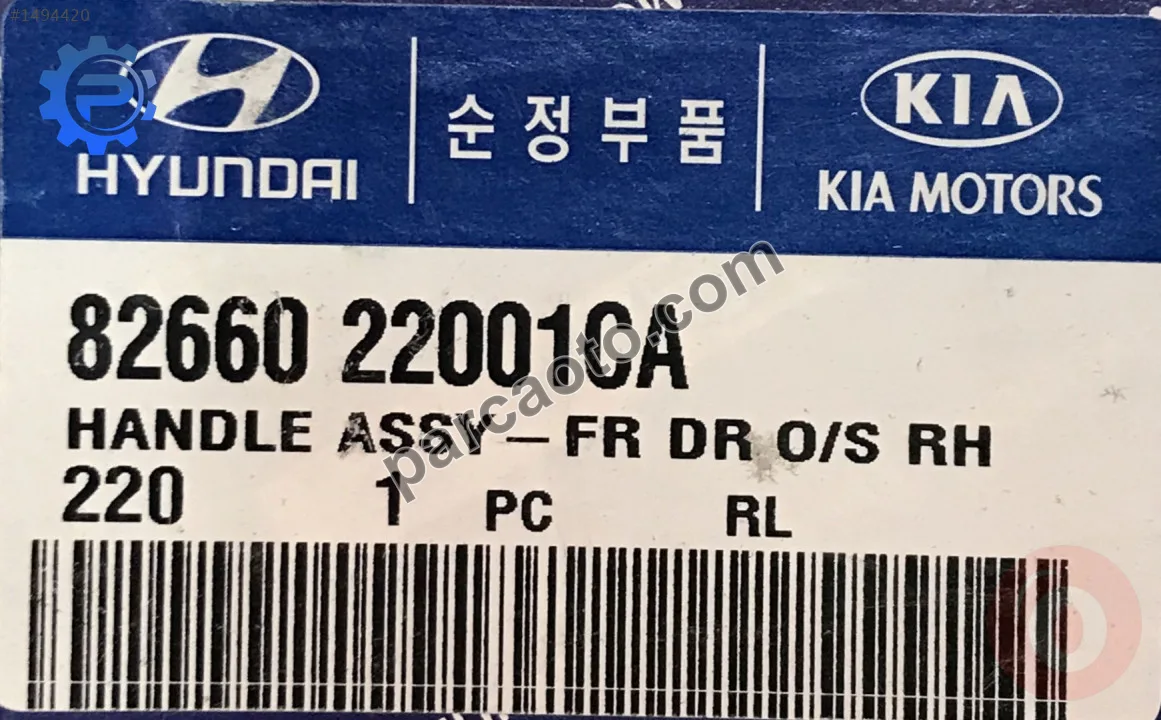 #1494420
HYUNDAI
순정부품
KIA
KIA MOTORS
82660 22001CA
HANDLE ASSY - FR DR O/S RH
220 1 PC RL
parcaoto.com